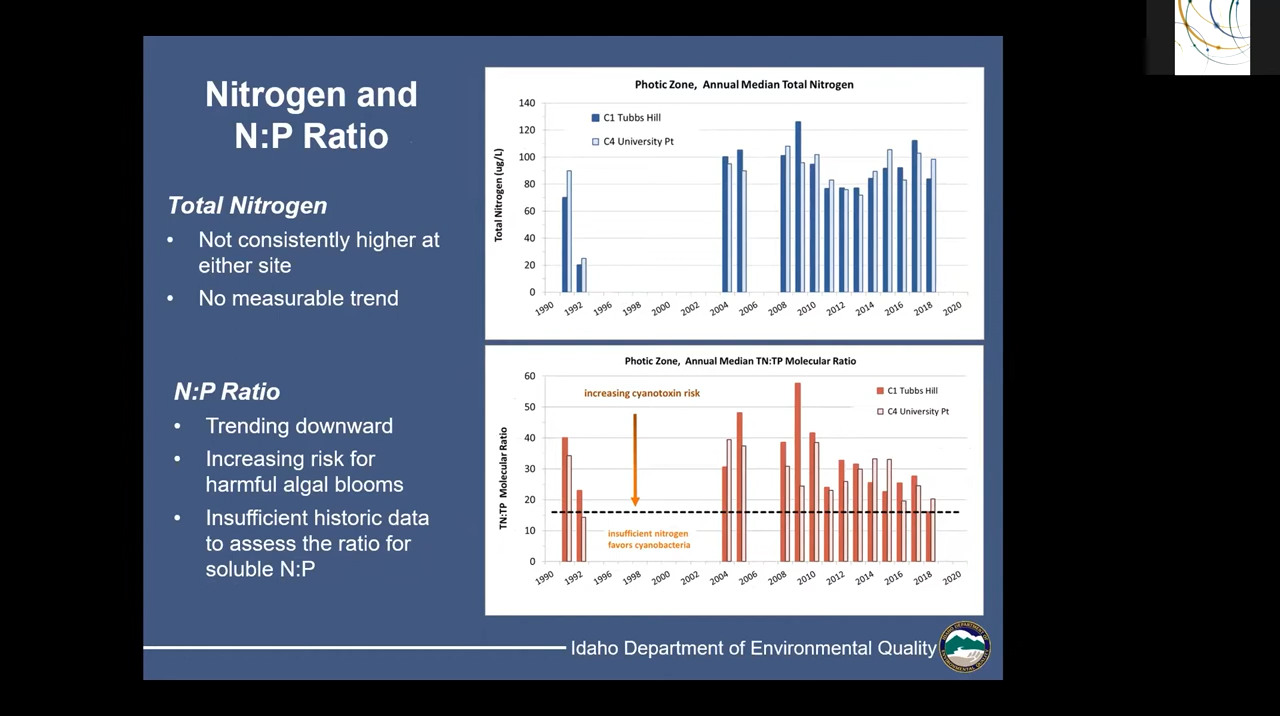 Nitrogen and
N:P Ratio
Total Nitrogen
• Not consistently higher at
either site
• No measurable trend
N:P Ratio
• Trending downward
• Increasing risk for
harmful algal blooms
• Insufficient historic data
to assess the ratio for
soluble N:P
Photic Zone, Annual Median Total Nitrogen
Total Nitrogen (ug/L)
140
120
100
80
60
40
20
0
C1 Tubbs Hill
C4 University Pt
1990 1992 1996 1998 2000 2002 2004 2006 2008 2010 2012 2014 2016 2018 2020
Photic Zone, Annual Median TN:TP Molecular Ratio
TN:TP Molecular Ratio
60
50
40
30
20
10
0
increasing cyanotoxin risk
C1 Tubbs Hill
C4 University Pt
insufficient nitrogen
favors cyanobacteria
1990 1992 1996 1998 2000 2002 2004 2006 2008 2010 2012 2014 2016 2018 2020
Idaho Department of Environmental Quality